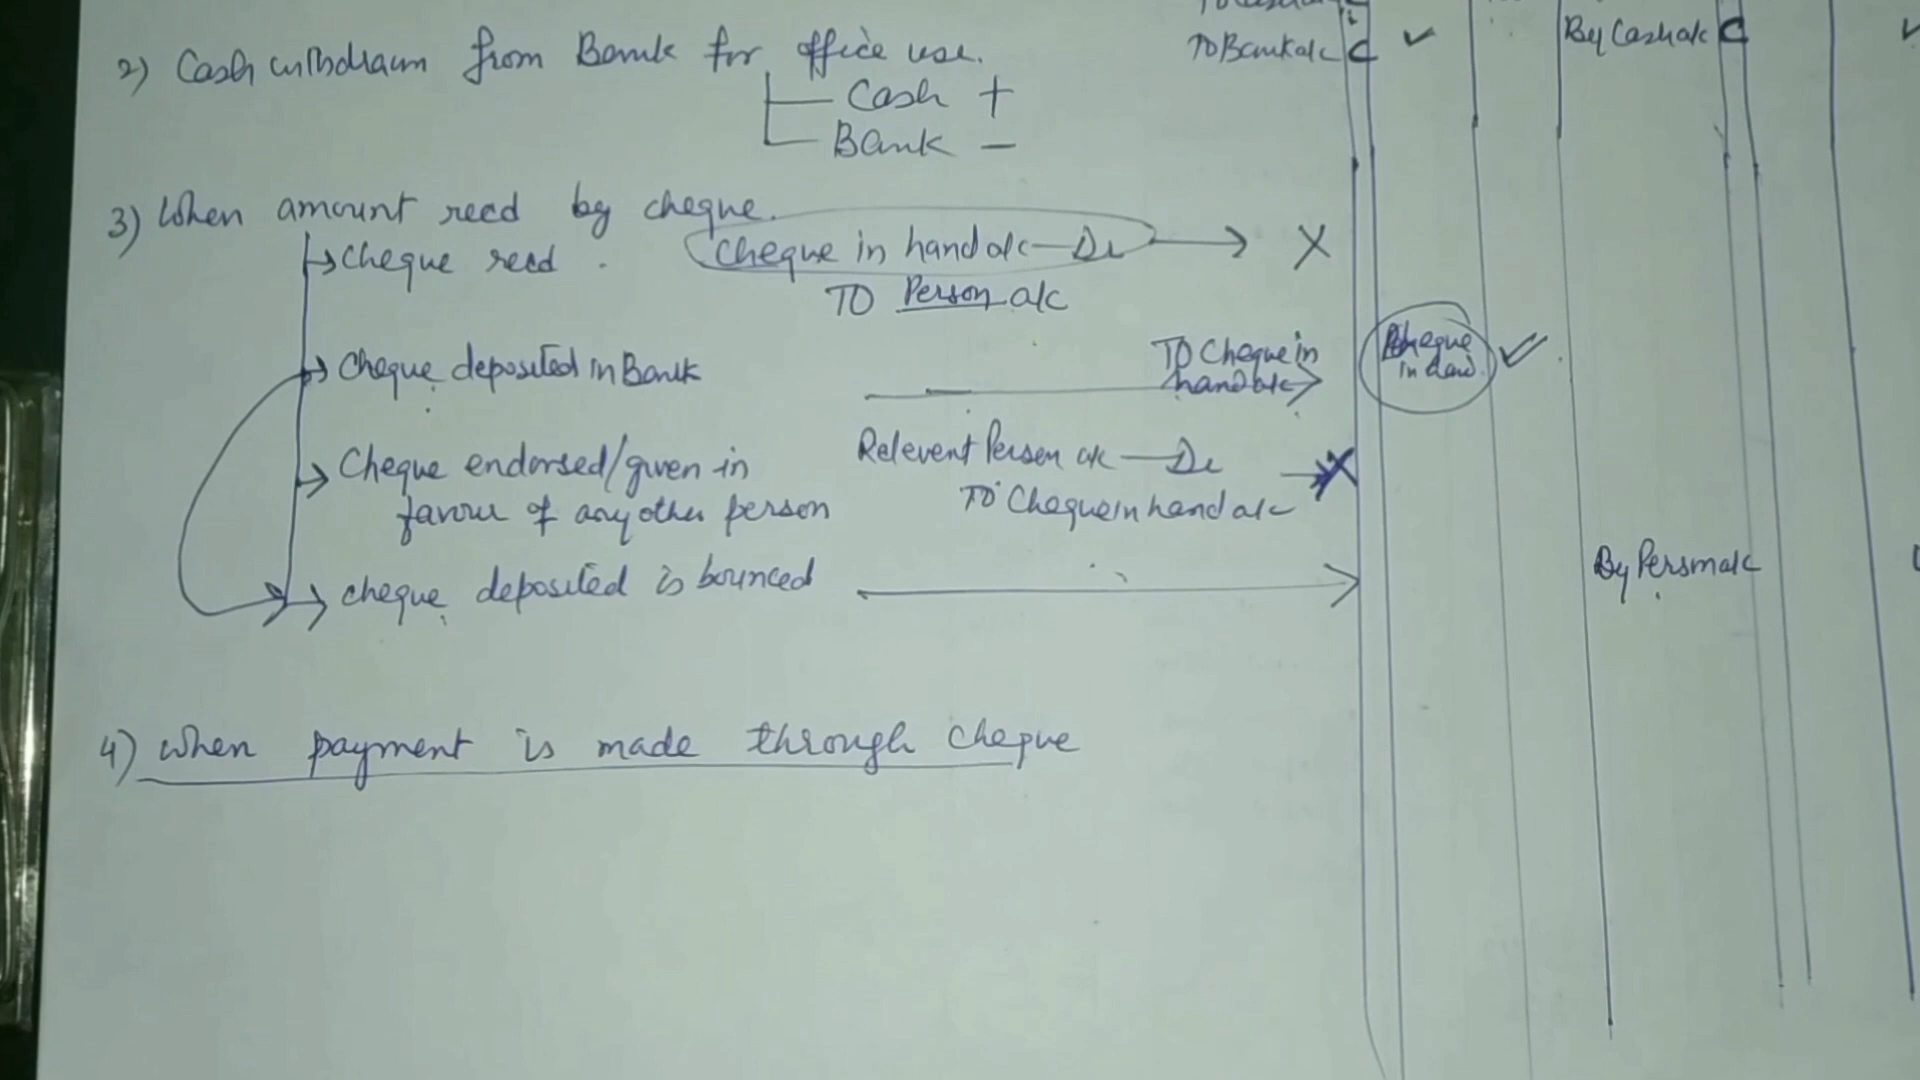 2) Cash withdrawn from Bank for office use.
To Bank a/c C ✓
By Cash a/c C
Cash +
Bank -
3) When amount recd by cheque.
→ Cheque recd .
Cheque in hand a/c — Dr → X
TO Person a/c
→ Cheque deposited in Bank
TO Cheque in
hand a/c
Cheque
in hand
✓
→ Cheque endorsed/given in
favour of any other person
Relevent Person a/c — Dr → X
TO Cheque in hand a/c
→ cheque deposited is bounced
By Person a/c
4) when payment is made through cheque